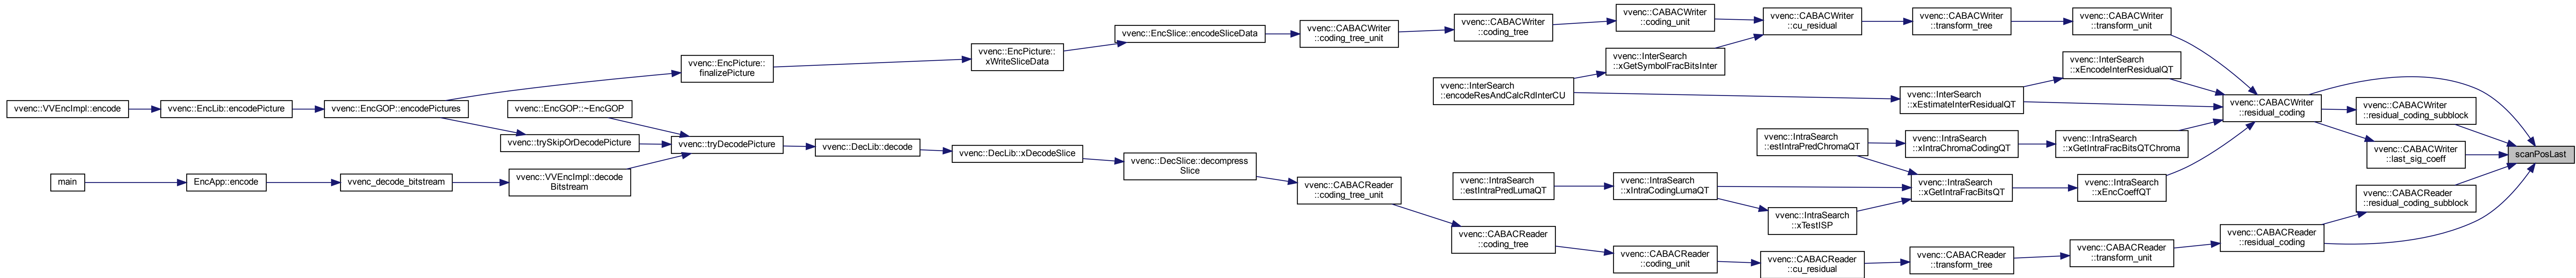 vvenc::VVEncImpl::encode
vvenc::EncLib::encodePicture
vvenc::EncGOP::encodePictures
vvenc::EncPicture::
finalizePicture
vvenc::EncPicture::
xWriteSliceData
vvenc::EncSlice::encodeSliceData
vvenc::CABACWriter
::coding_tree_unit
vvenc::CABACWriter
::coding_tree
vvenc::CABACWriter
::coding_unit
vvenc::CABACWriter
::cu_residual
vvenc::CABACWriter
::transform_tree
vvenc::CABACWriter
::transform_unit
vvenc::InterSearch
::xGetSymbolFracBitsInter
vvenc::InterSearch
::encodeResAndCalcRdInterCU
vvenc::InterSearch
::xEncodeInterResidualQT
vvenc::InterSearch
::xEstimateInterResidualQT
vvenc::CABACWriter
::residual_coding
vvenc::CABACWriter
::residual_coding_subblock
vvenc::CABACWriter
::last_sig_coeff
scanPosLast
vvenc::EncGOP::~EncGOP
vvenc::trySkipOrDecodePicture
vvenc::tryDecodePicture
vvenc::DecLib::decode
vvenc::DecLib::xDecodeSlice
vvenc::DecSlice::decompress
Slice
main
EncApp::encode
vvenc_decode_bitstream
vvenc::VVEncImpl::decode
Bitstream
vvenc::IntraSearch
::estIntraPredChromaQT
vvenc::IntraSearch
::xIntraChromaCodingQT
vvenc::IntraSearch
::xGetIntraFracBitsQTChroma
vvenc::IntraSearch
::estIntraPredLumaQT
vvenc::IntraSearch
::xIntraCodingLumaQT
vvenc::IntraSearch
::xTestISP
vvenc::IntraSearch
::xGetIntraFracBitsQT
vvenc::IntraSearch
::xEncCoeffQT
vvenc::CABACReader
::coding_tree_unit
vvenc::CABACReader
::coding_tree
vvenc::CABACReader
::coding_unit
vvenc::CABACReader
::cu_residual
vvenc::CABACReader
::transform_tree
vvenc::CABACReader
::transform_unit
vvenc::CABACReader
::residual_coding
vvenc::CABACReader
::residual_coding_subblock